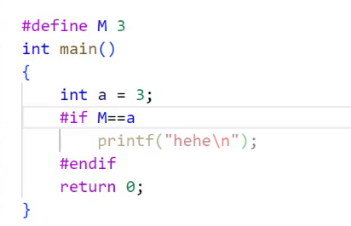 #define M 3
int main()
{
    int a = 3;
    #if M==a
        printf("hehe\n");
    #endif
    return 0;
}